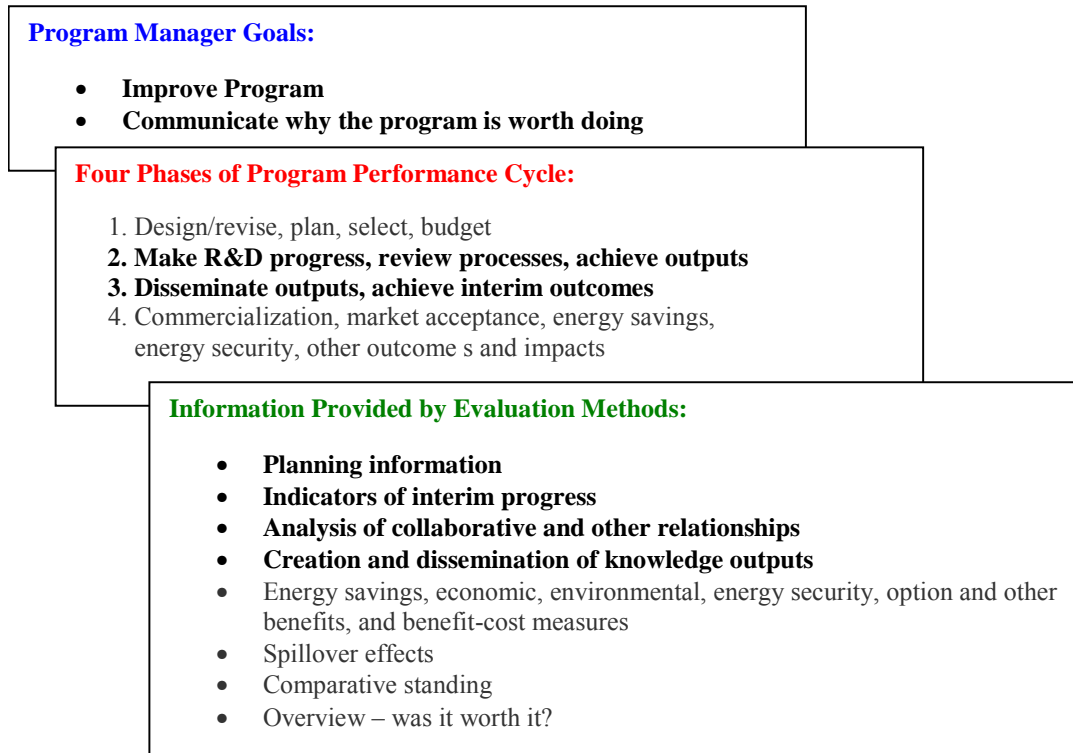 Program Manager Goals:
• Improve Program
• Communicate why the program is worth doing
Four Phases of Program Performance Cycle:
1. Design/revise, plan, select, budget
2. Make R&D progress, review processes, achieve outputs
3. Disseminate outputs, achieve interim outcomes
4. Commercialization, market acceptance, energy savings,
energy security, other outcome s and impacts
Information Provided by Evaluation Methods:
• Planning information
• Indicators of interim progress
• Analysis of collaborative and other relationships
• Creation and dissemination of knowledge outputs
• Energy savings, economic, environmental, energy security, option and other
benefits, and benefit-cost measures
• Spillover effects
• Comparative standing
• Overview – was it worth it?